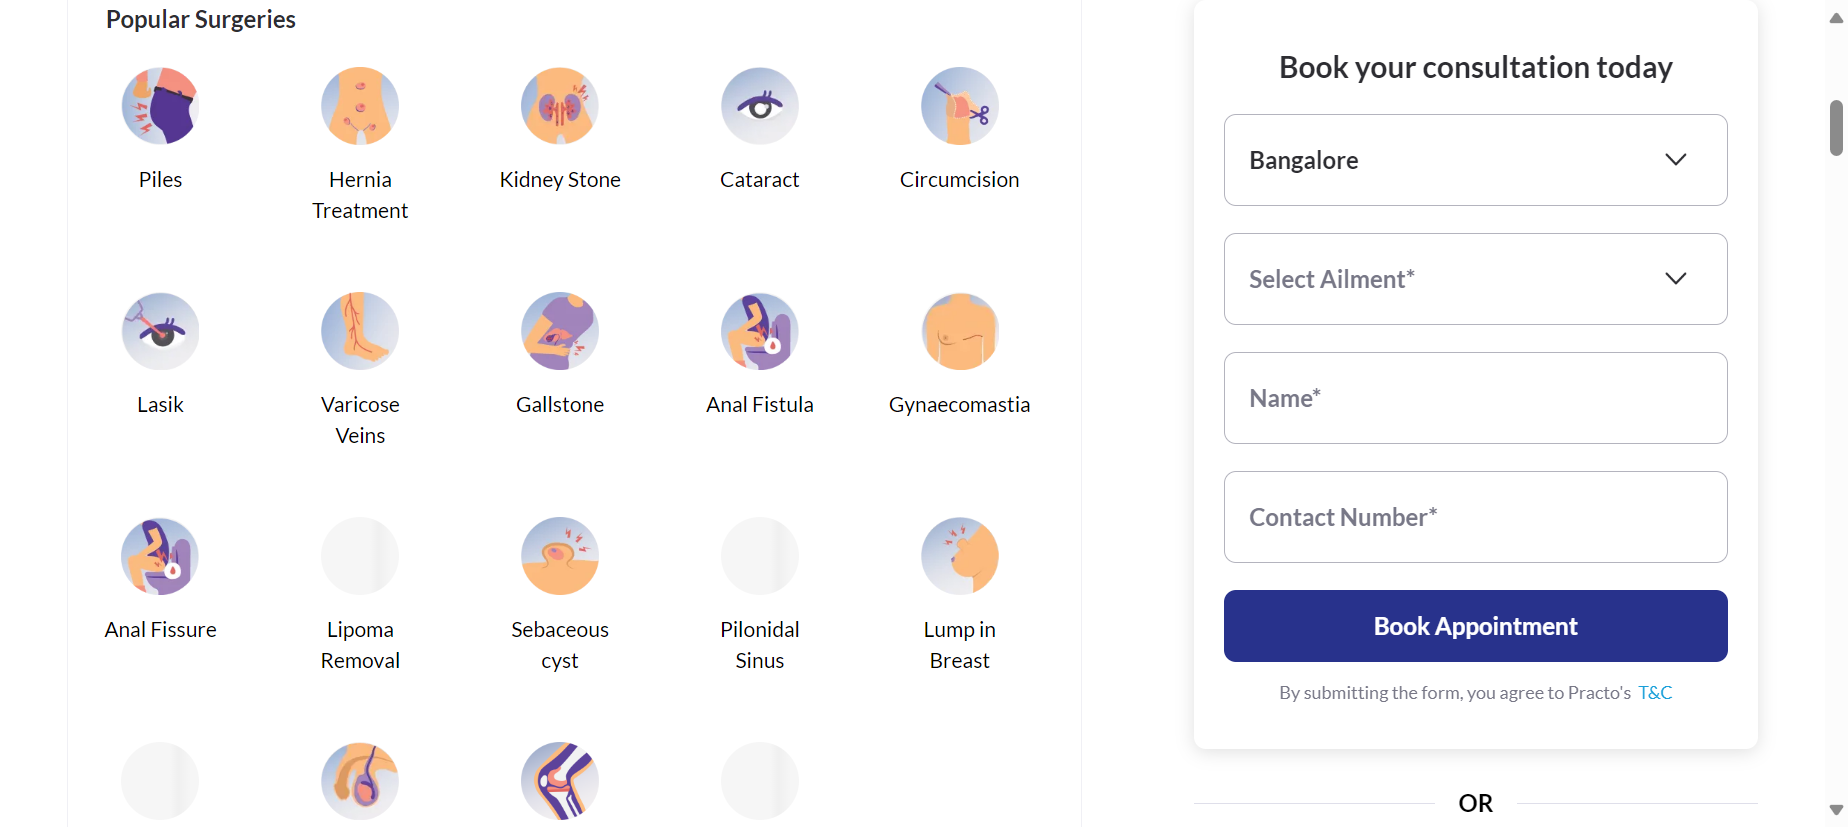 Popular Surgeries
Piles
Hernia
Treatment
Kidney Stone
Cataract
Circumcision
Lasik
Varicose
Veins
Gallstone
Anal Fistula
Gynaecomastia
Anal Fissure
Lipoma
Removal
Sebaceous
cyst
Pilonidal
Sinus
Lump in
Breast
Book your consultation today
Bangalore
Select Ailment*
Name*
Contact Number*
Book Appointment
By submitting the form, you agree to Practo's T&C
OR